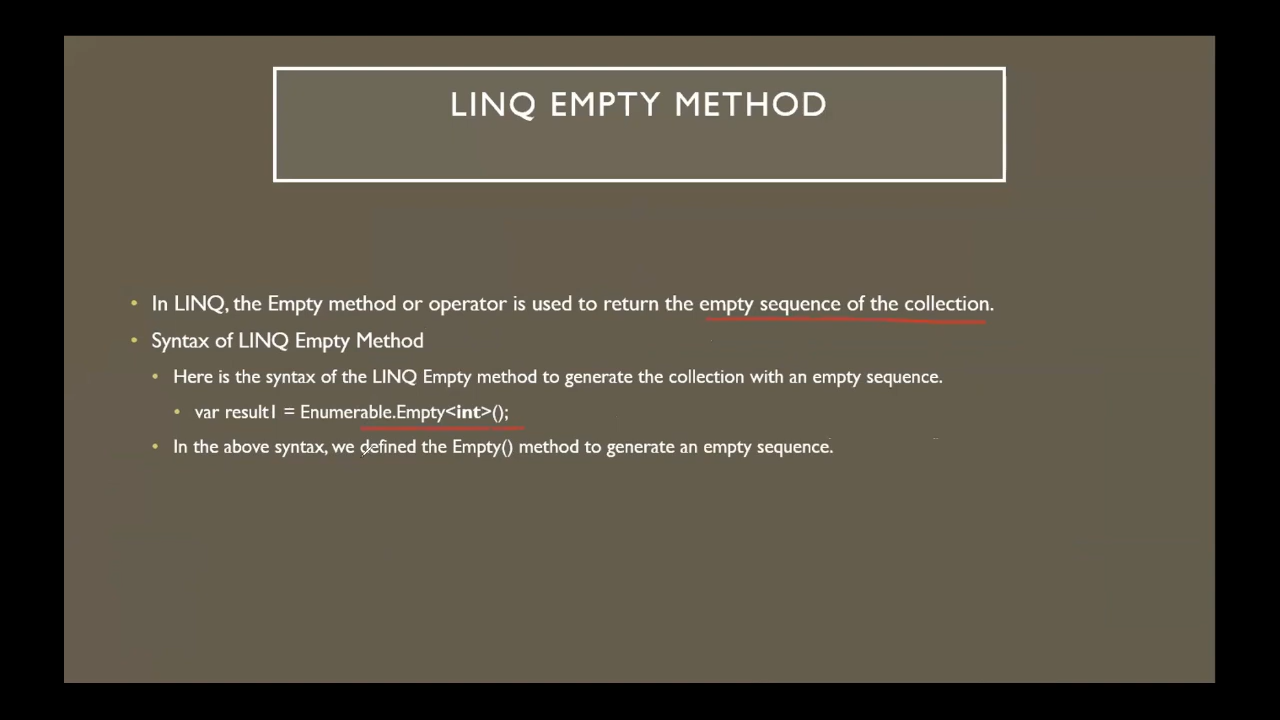 LINQ EMPTY METHOD
• In LINQ, the Empty method or operator is used to return the empty sequence of the collection.
• Syntax of LINQ Empty Method
• Here is the syntax of the LINQ Empty method to generate the collection with an empty sequence.
• var result1 = Enumerable.Empty<int>();
• In the above syntax, we defined the Empty() method to generate an empty sequence.